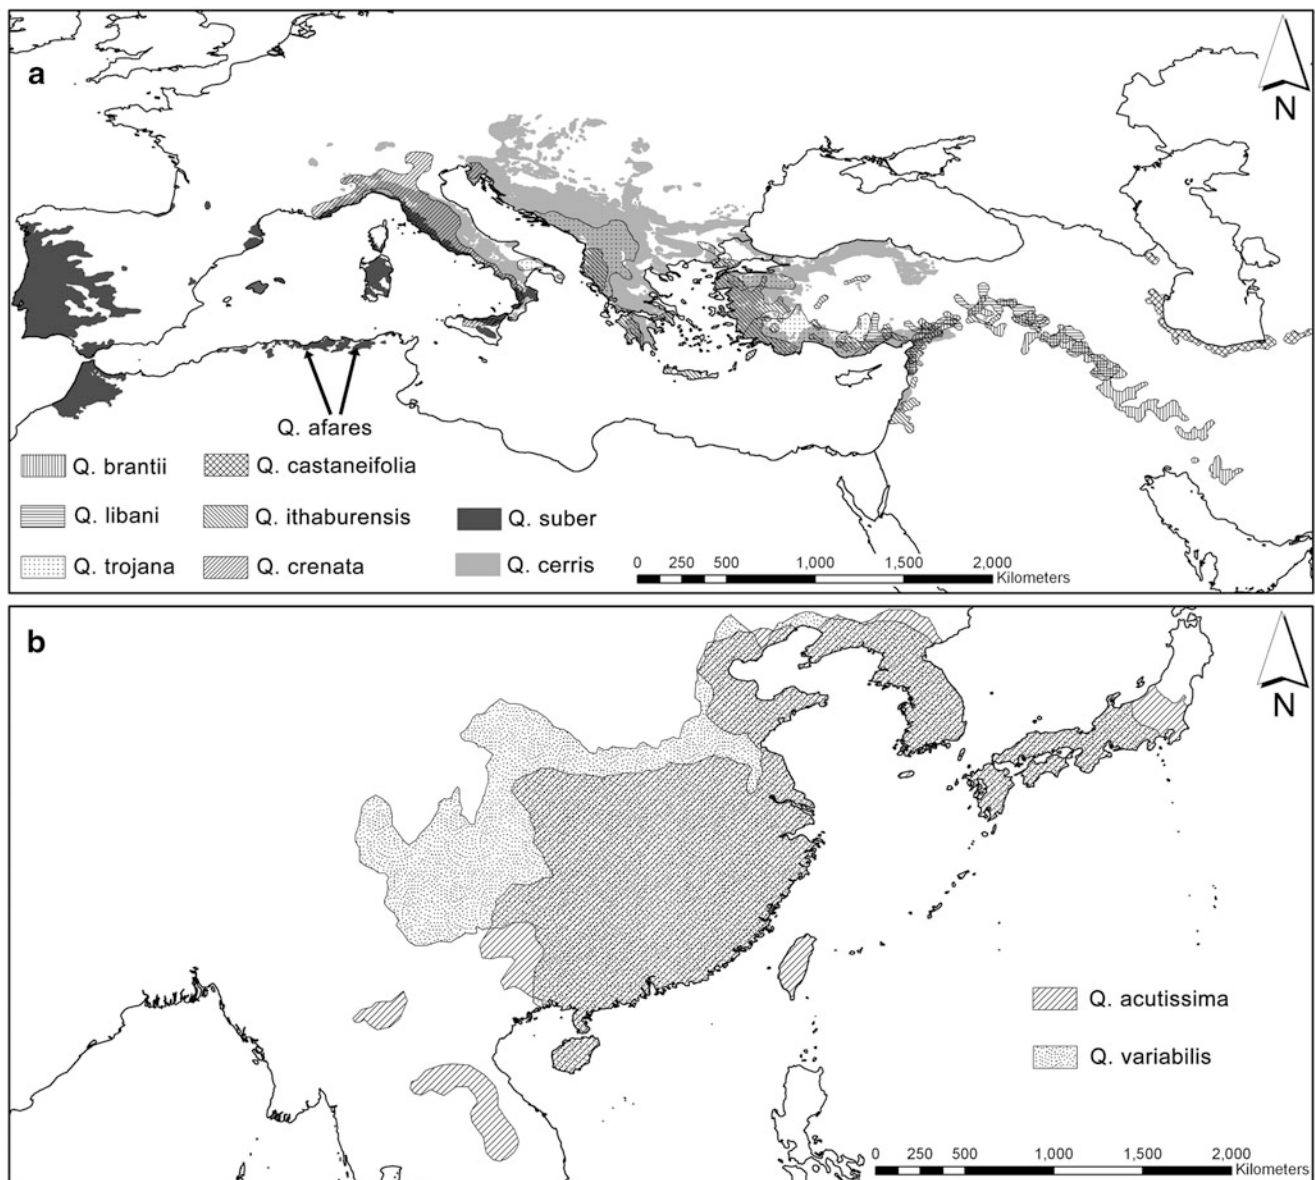 a
N
Q. afares
Q. brantii
Q. castaneifolia
Q. libani
Q. ithaburensis
Q. suber
Q. trojana
Q. crenata
Q. cerris
0 250 500 1,000 1,500 2,000
Kilometers
b
N
Q. acutissima
Q. variabilis
0 250 500 1,000 1,500 2,000
Kilometers